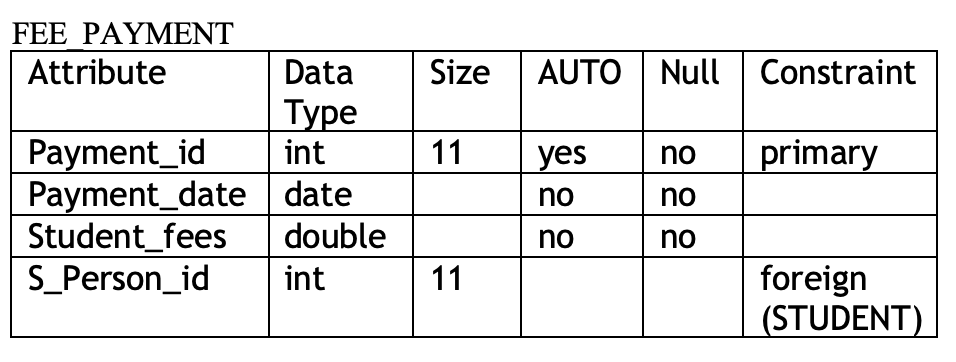 FEE_PAYMENT
Attribute Data Type Size AUTO Null Constraint
Payment_id int 11 yes no primary
Payment_date date no no
Student_fees double no no
S_Person_id int 11 foreign (STUDENT)